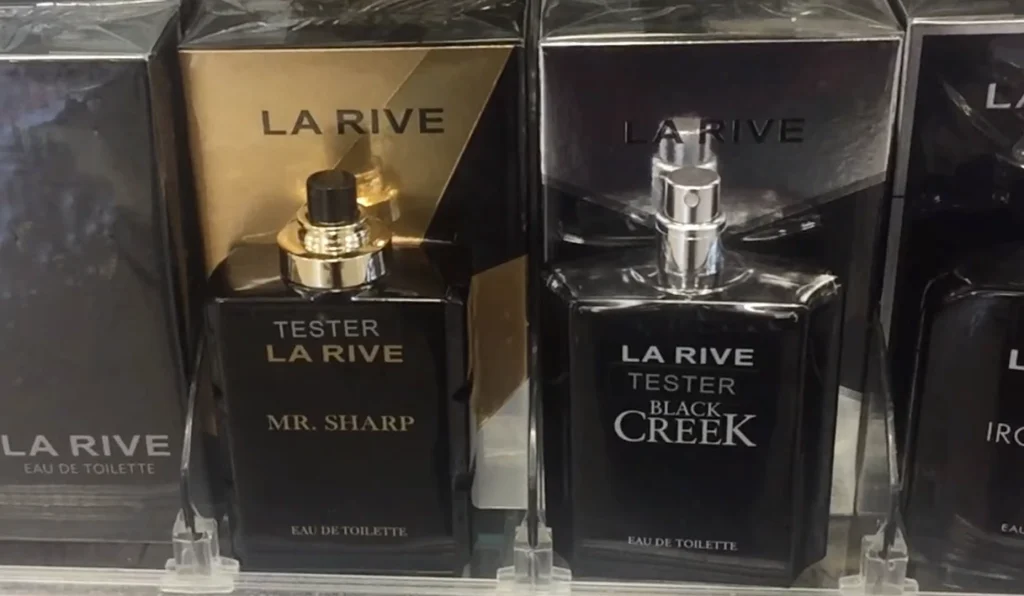 LA RIVE
EAU DE TOILETTE
LA RIVE
TESTER
LA RIVE
MR. SHARP
EAU DE TOILETTE
LA RIVE
LA RIVE
TESTER
BLACK
CREEK
EAU DE TOILETTE